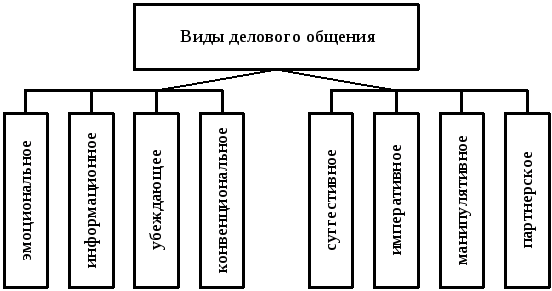 Виды делового общения
эмоциональное
информационное
убеждающее
конвенциональное
суггестивное
императивное
манипулятивное
партнерское